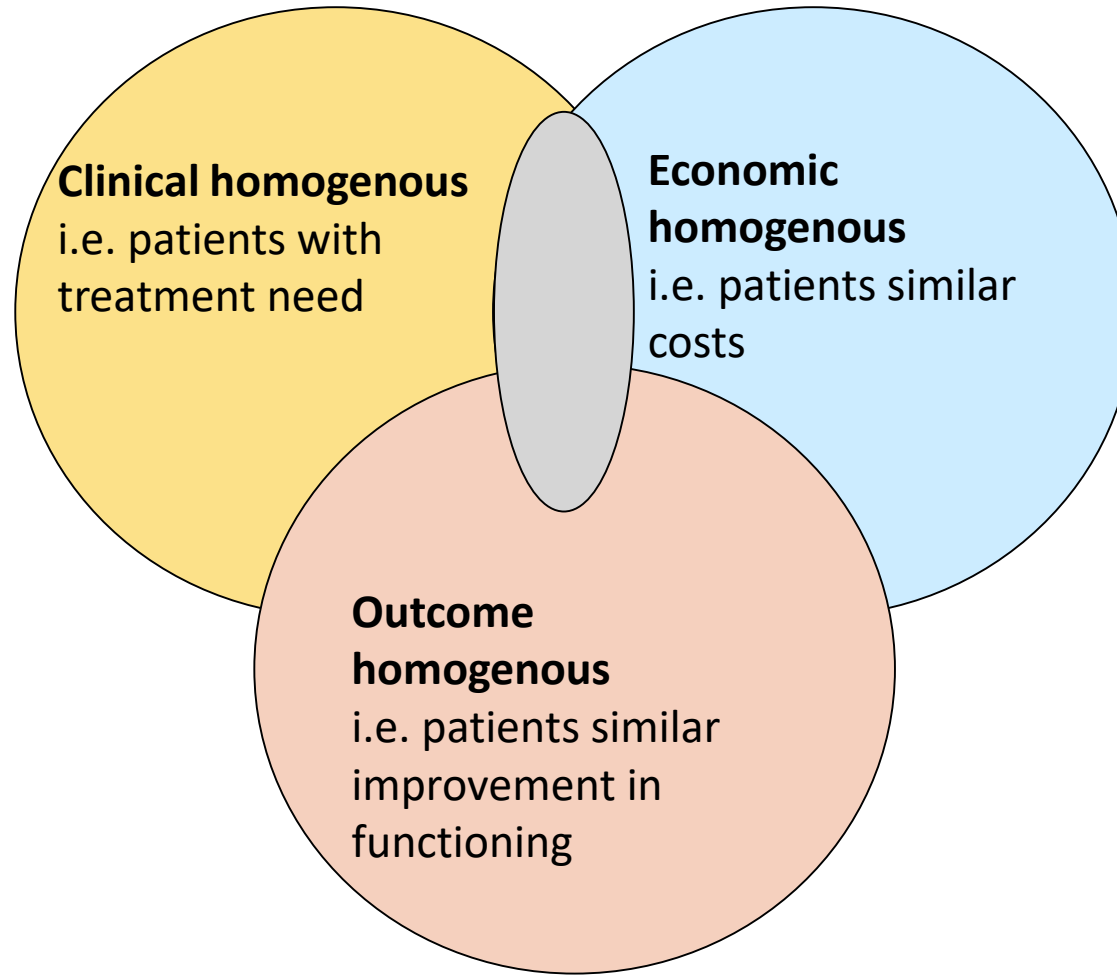 Clinical homogenous
i.e. patients with
treatment need
Economic
homogenous
i.e. patients similar
costs
Outcome
homogenous
i.e. patients similar
improvement in
functioning